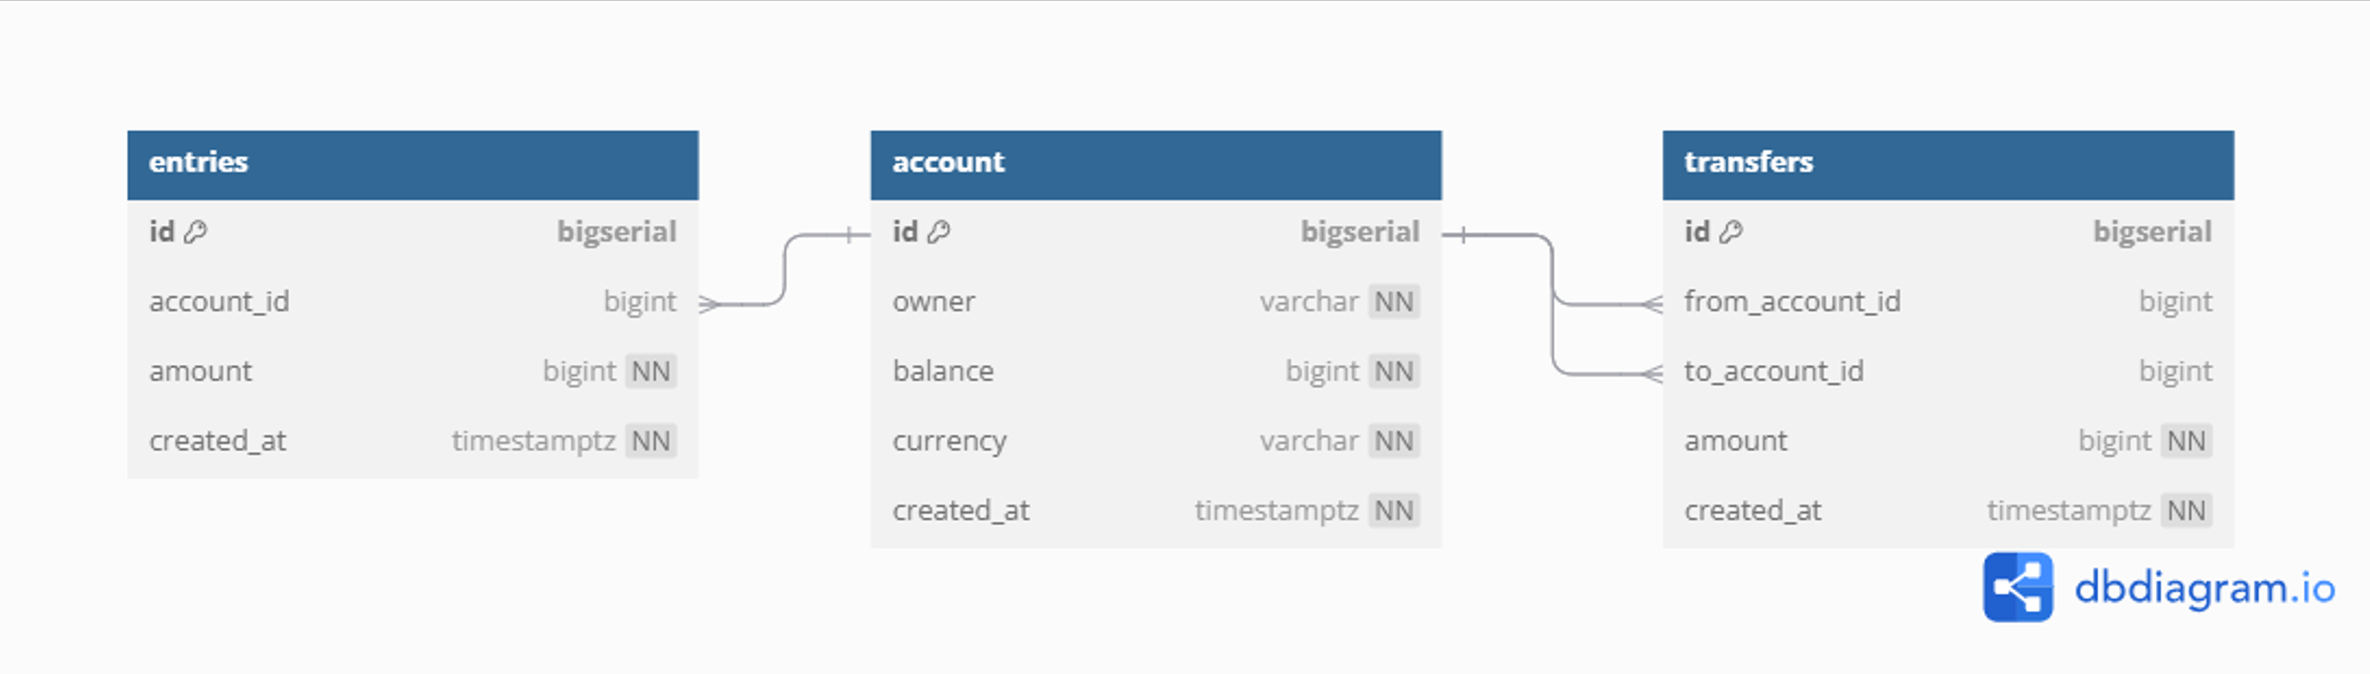 entries
id bigserial
account_id bigint
amount bigint NN
created_at timestamptz NN
account
id bigserial
owner varchar NN
balance bigint NN
currency varchar NN
created_at timestamptz NN
transfers
id bigserial
from_account_id bigint
to_account_id bigint
amount bigint NN
created_at timestamptz NN
dbdiagram.io